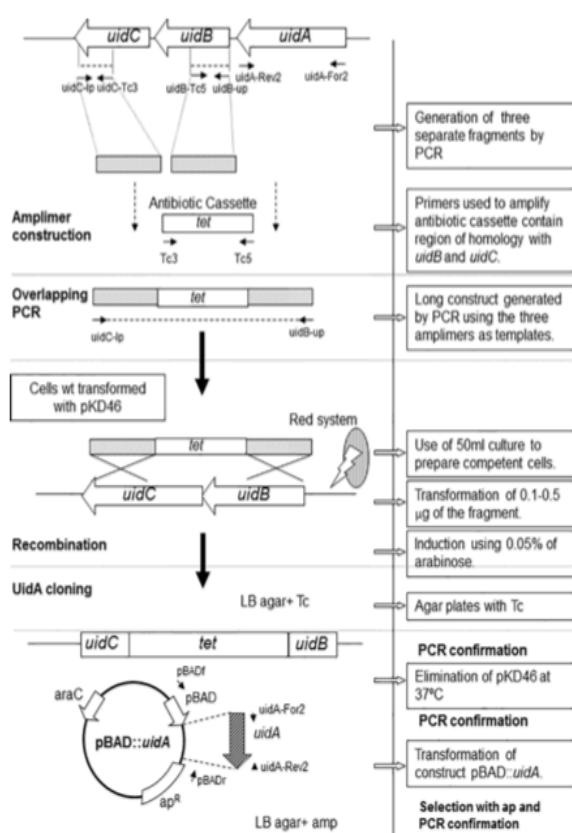 uidC
uidB
uidA
uidC-lp
uidC-Tc3
uidB-Tc5
uidB-up
uidA-Rev2
uidA-For2
Generation of three
separate fragments by
PCR
Amplimer
construction
Antibiotic Cassette
tet
Tc3
Tc5
Primers used to amplify
antibiotic cassette contain
region of homology with
uidB and uidC.
Overlapping
PCR
tet
uidC-lp
uidB-up
Long construct generated
by PCR using the three
amplimers as templates.
Cells wt transformed
with pKD46
Red system
tet
uidC
uidB
Use of 50ml culture to
prepare competent cells.
Transformation of 0.1-0.5
µg of the fragment.
Recombination
Induction using 0.05% of
arabinose.
UidA cloning
LB agar+ Tc
Agar plates with Tc
uidC
tet
uidB
PCR confirmation
Elimination of pKD46 at
37ºC
PCR confirmation
araC
pBADf
pBAD
pBAD::uidA
uidA-For2
uidA
uidA-Rev2
pBADr
apR
Transformation of
construct pBAD::uidA.
LB agar+ amp
Selection with ap and
PCR confirmation